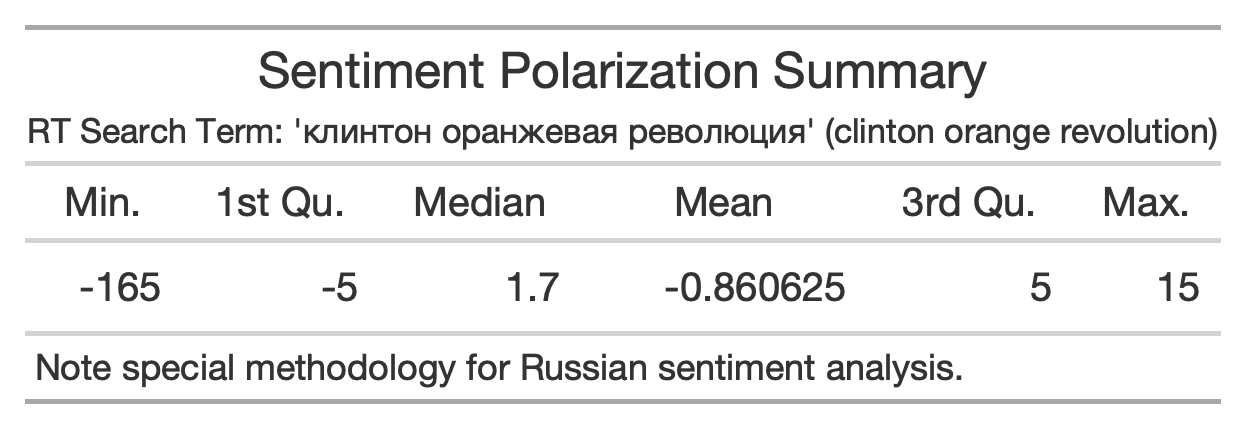 Sentiment Polarization Summary
RT Search Term: 'клинтон оранжевая революция' (clinton orange revolution)
Min. 1st Qu. Median Mean 3rd Qu. Max.
-165 -5 1.7 -0.860625 5 15
Note special methodology for Russian sentiment analysis.